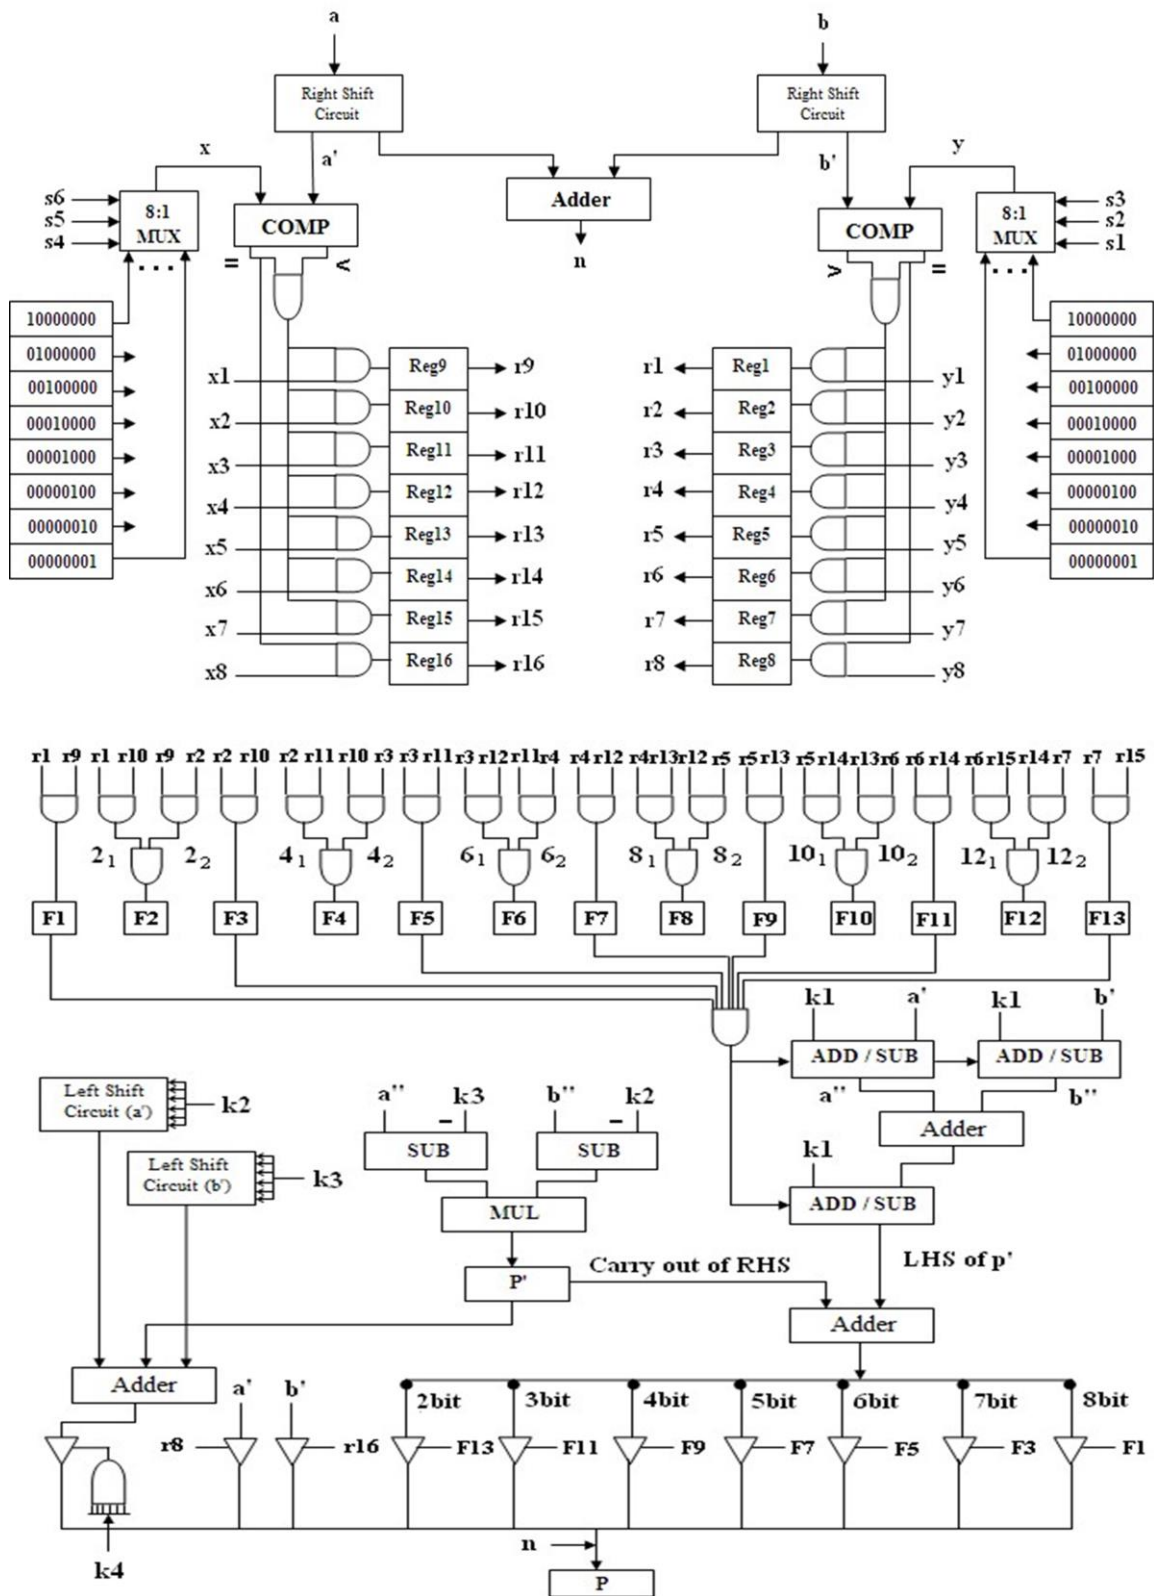 a b
Right Shift Circuit Right Shift Circuit
x a' b' y
s6 s5 s4 8:1 MUX COMP Adder COMP 8:1 MUX s3 s2 s1
. . . = < n > = . . .
10000000 10000000
01000000 01000000
00100000 00100000
00010000 00010000
00001000 00001000
00000100 00000100
00000010 00000010
00000001 00000001
x1 Reg9 r9 r1 Reg1 y1
x2 Reg10 r10 r2 Reg2 y2
x3 Reg11 r11 r3 Reg3 y3
x4 Reg12 r12 r4 Reg4 y4
x5 Reg13 r13 r5 Reg5 y5
x6 Reg14 r14 r6 Reg6 y6
x7 Reg15 r15 r7 Reg7 y7
x8 Reg16 r16 r8 Reg8 y8
r1 r9 r1 r10 r9 r2 r2 r10 r2 r11 r10 r3 r3 r11 r3 r12 r11 r4 r4 r12 r4 r13 r12 r5 r5 r13 r5 r14 r13 r6 r6 r14 r6 r15 r14 r7 r7 r15
2₁ 2₂ 4₁ 4₂ 6₁ 6₂ 8₁ 8₂ 10₁ 10₂ 12₁ 12₂
F1 F2 F3 F4 F5 F6 F7 F8 F9 F10 F11 F12 F13
k1 a' k1 b'
ADD / SUB ADD / SUB
Left Shift Circuit (a') k2
a'' k3 b'' k2
a'' b''
Adder
– –
SUB SUB
k1
Left Shift Circuit (b') k3
MUL
ADD / SUB
Carry out of RHS LHS of p'
P'
Adder
Adder
a' b' 2bit 3bit 4bit 5bit 6bit 7bit 8bit
r8 r16 F13 F11 F9 F7 F5 F3 F1
k4
n
P